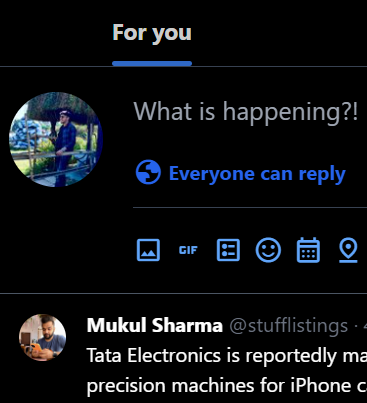 For you
What is happening?!
Everyone can reply
GIF
Mukul Sharma @stufflistings ·
Tata Electronics is reportedly ma
precision machines for iPhone ca